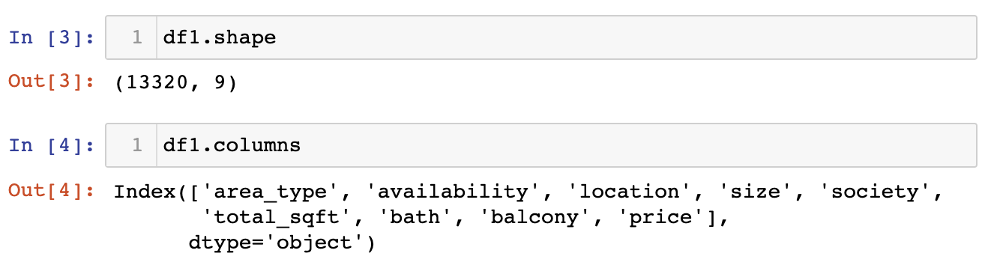 In [3]: 1 df1.shape
Out[3]: (13320, 9)
In [4]: 1 df1.columns
Out[4]: Index(['area_type', 'availability', 'location', 'size', 'society',
'total_sqft', 'bath', 'balcony', 'price'],
dtype='object')